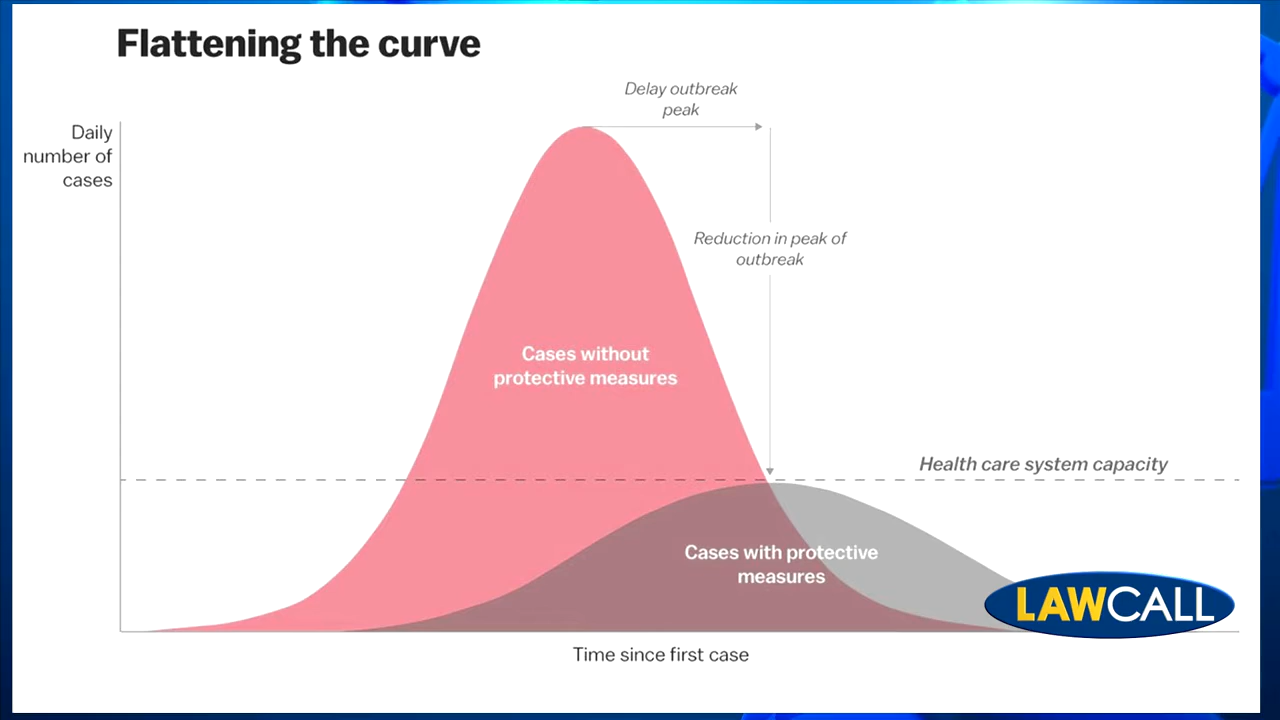 Flattening the curve
Delay outbreak
peak
Daily
number of
cases
Reduction in peak of
outbreak
Cases without
protective measures
Health care system capacity
Cases with protective
measures
LAWCALL
Time since first case